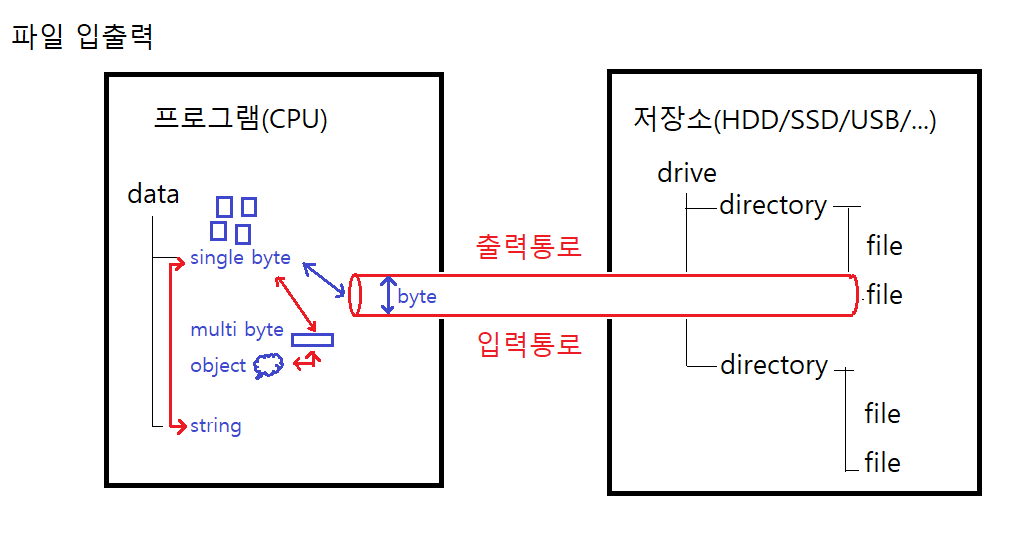 파일 입출력
프로그램(CPU)
data
single byte
multi byte
object
string
출력통로
byte
입력통로
저장소(HDD/SSD/USB/...)
drive
directory
file
file
directory
file
file